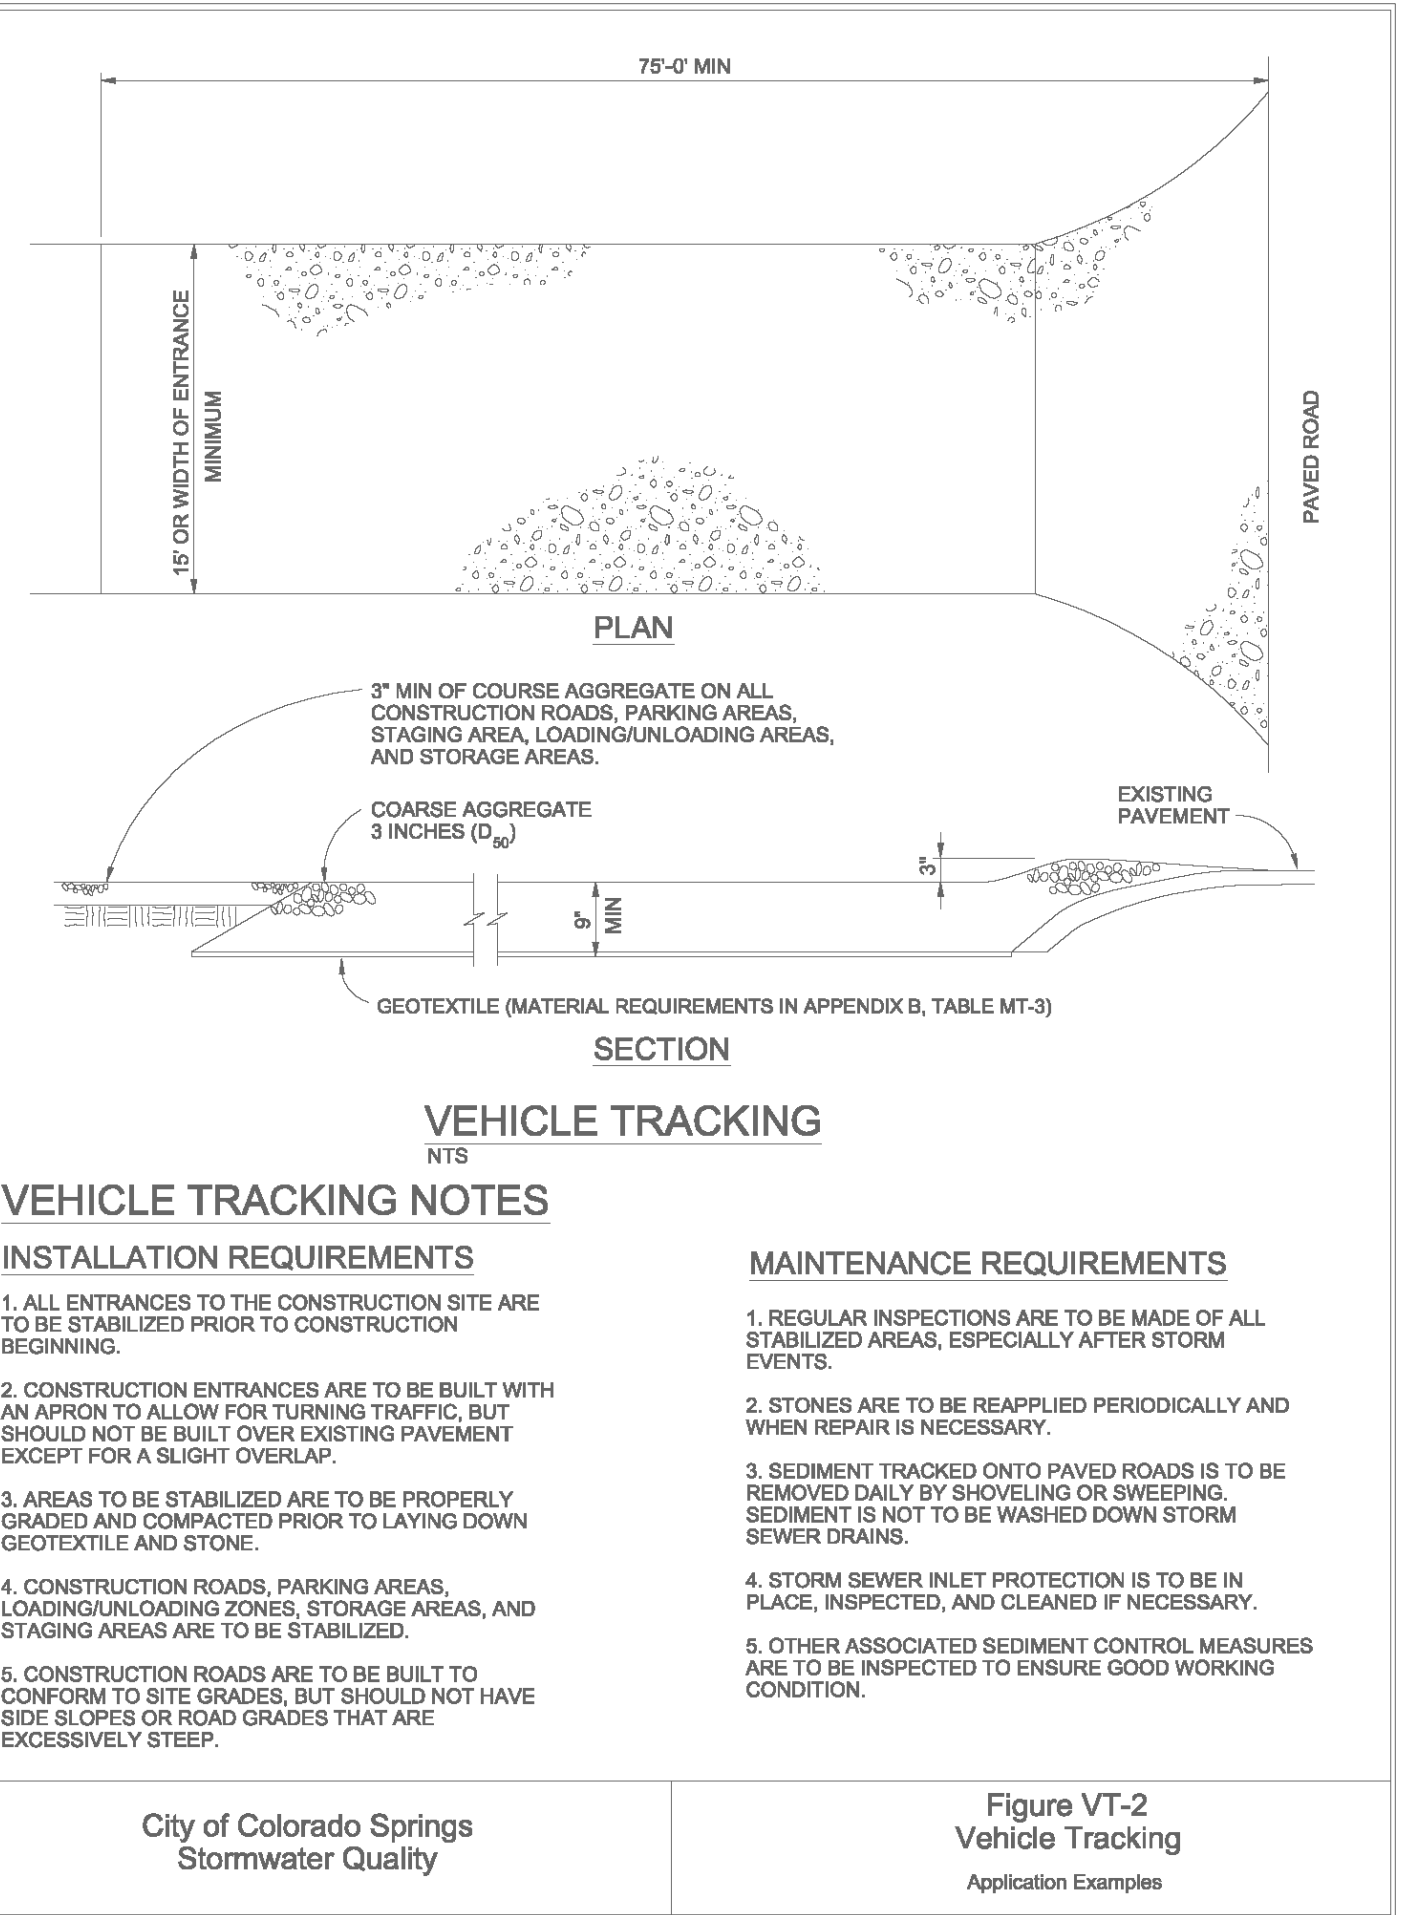 75'-0' MIN
15' OR WIDTH OF ENTRANCE
MINIMUM
PAVED ROAD
PLAN
3" MIN OF COURSE AGGREGATE ON ALL
CONSTRUCTION ROADS, PARKING AREAS,
STAGING AREA, LOADING/UNLOADING AREAS,
AND STORAGE AREAS.
COARSE AGGREGATE
3 INCHES (D50)
EXISTING
PAVEMENT
3"
9"
MIN
GEOTEXTILE (MATERIAL REQUIREMENTS IN APPENDIX B, TABLE MT-3)
SECTION
VEHICLE TRACKING
NTS
VEHICLE TRACKING NOTES
INSTALLATION REQUIREMENTS
1. ALL ENTRANCES TO THE CONSTRUCTION SITE ARE
TO BE STABILIZED PRIOR TO CONSTRUCTION
BEGINNING.
2. CONSTRUCTION ENTRANCES ARE TO BE BUILT WITH
AN APRON TO ALLOW FOR TURNING TRAFFIC, BUT
SHOULD NOT BE BUILT OVER EXISTING PAVEMENT
EXCEPT FOR A SLIGHT OVERLAP.
3. AREAS TO BE STABILIZED ARE TO BE PROPERLY
GRADED AND COMPACTED PRIOR TO LAYING DOWN
GEOTEXTILE AND STONE.
4. CONSTRUCTION ROADS, PARKING AREAS,
LOADING/UNLOADING ZONES, STORAGE AREAS, AND
STAGING AREAS ARE TO BE STABILIZED.
5. CONSTRUCTION ROADS ARE TO BE BUILT TO
CONFORM TO SITE GRADES, BUT SHOULD NOT HAVE
SIDE SLOPES OR ROAD GRADES THAT ARE
EXCESSIVELY STEEP.
MAINTENANCE REQUIREMENTS
1. REGULAR INSPECTIONS ARE TO BE MADE OF ALL
STABILIZED AREAS, ESPECIALLY AFTER STORM
EVENTS.
2. STONES ARE TO BE REAPPLIED PERIODICALLY AND
WHEN REPAIR IS NECESSARY.
3. SEDIMENT TRACKED ONTO PAVED ROADS IS TO BE
REMOVED DAILY BY SHOVELING OR SWEEPING.
SEDIMENT IS NOT TO BE WASHED DOWN STORM
SEWER DRAINS.
4. STORM SEWER INLET PROTECTION IS TO BE IN
PLACE, INSPECTED, AND CLEANED IF NECESSARY.
5. OTHER ASSOCIATED SEDIMENT CONTROL MEASURES
ARE TO BE INSPECTED TO ENSURE GOOD WORKING
CONDITION.
City of Colorado Springs
Stormwater Quality
Figure VT-2
Vehicle Tracking
Application Examples